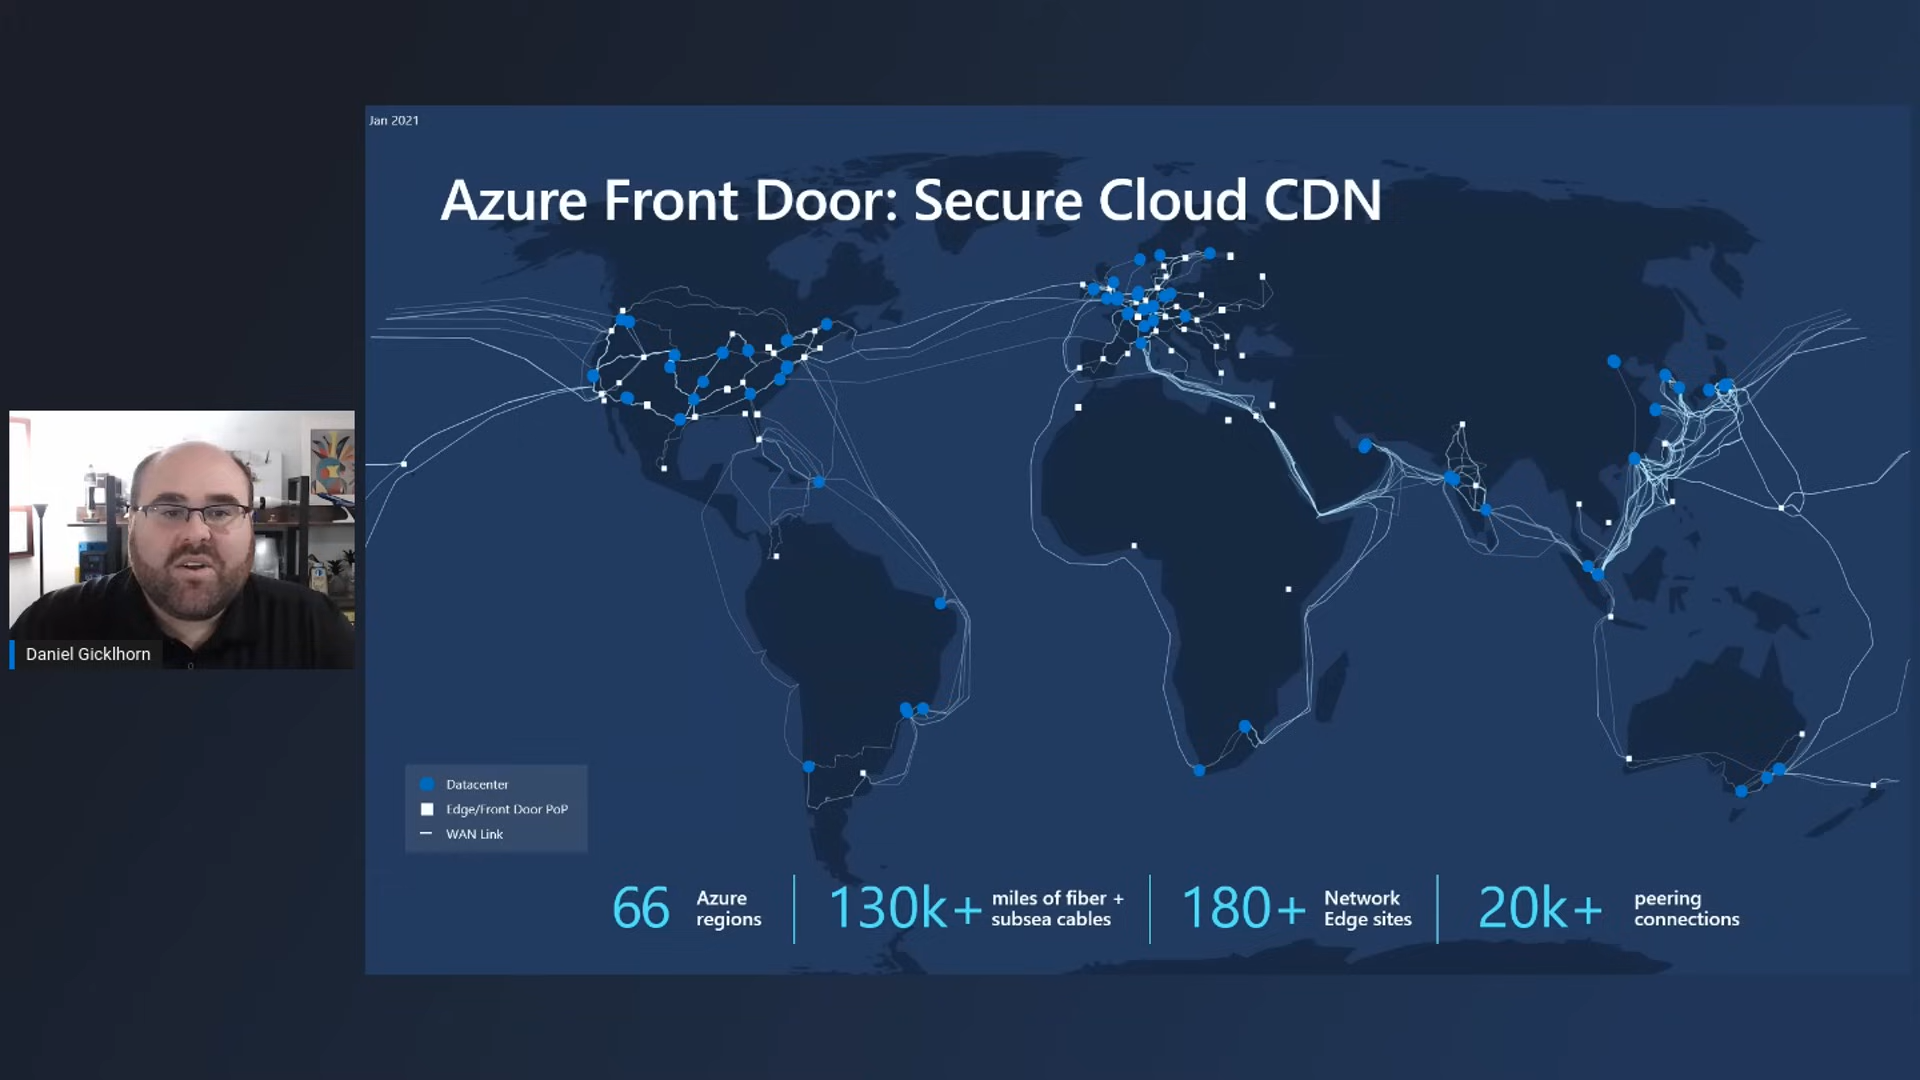 Jan 2021
Azure Front Door: Secure Cloud CDN
Daniel Gicklhorn
Datacenter
Edge/Front Door PoP
WAN Link
66 Azure regions
130k+ miles of fiber + subsea cables
180+ Network Edge sites
20k+ peering connections